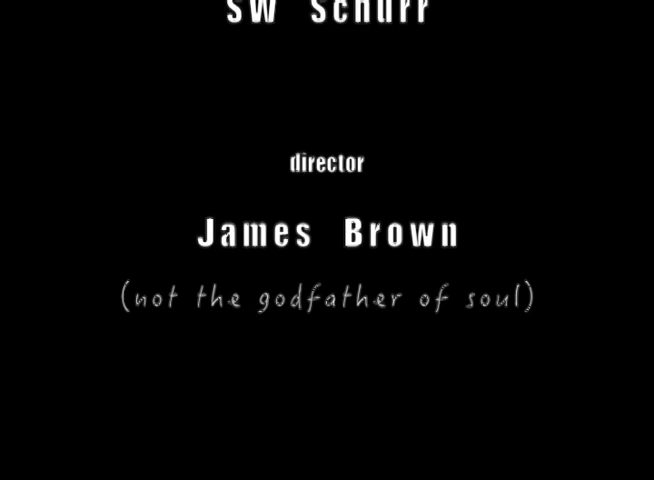 SW Schurr
director
James Brown
(not the godfather of soul)